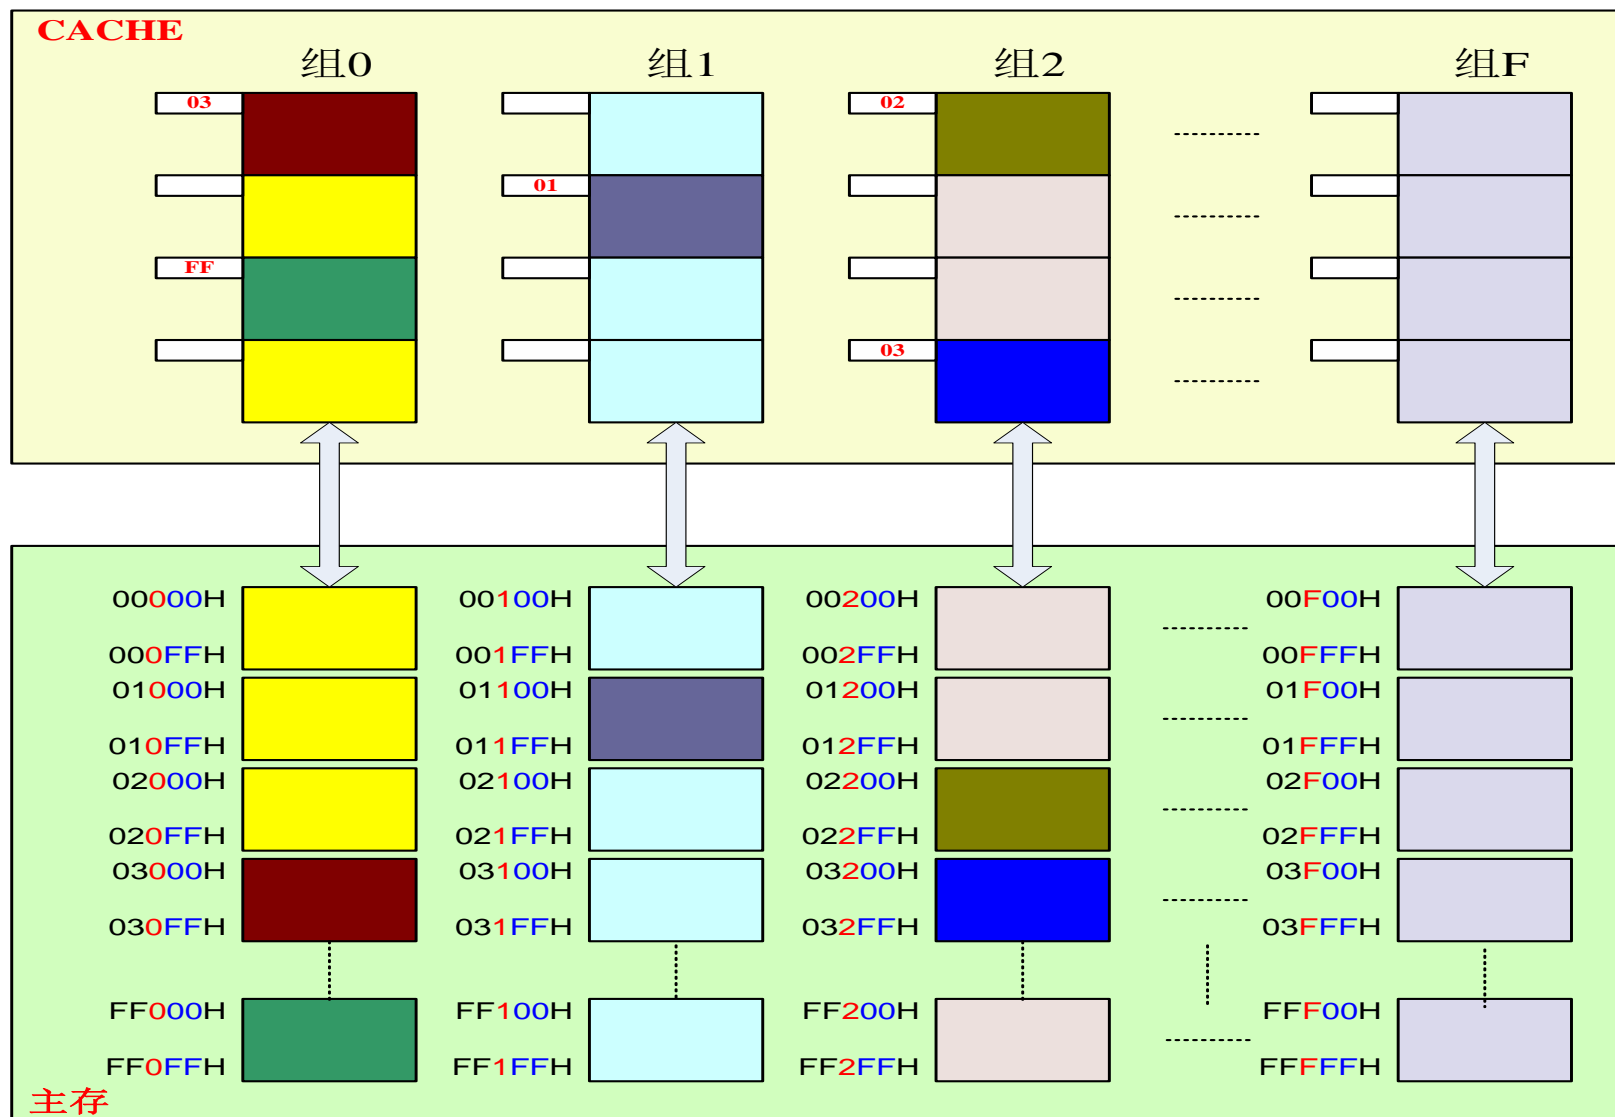 CACHE
组0 组1 组2 组F
03 02
01
FF
03
00000H 00100H 00200H 00F00H
000FFH 001FFH 002FFH 00FFFH
01000H 01100H 01200H 01F00H
010FFH 011FFH 012FFH 01FFFH
02000H 02100H 02200H 02F00H
020FFH 021FFH 022FFH 02FFFH
03000H 03100H 03200H 03F00H
030FFH 031FFH 032FFH 03FFFH
FF000H FF100H FF200H FFF00H
FF0FFH FF1FFH FF2FFH FFFFFH
主存